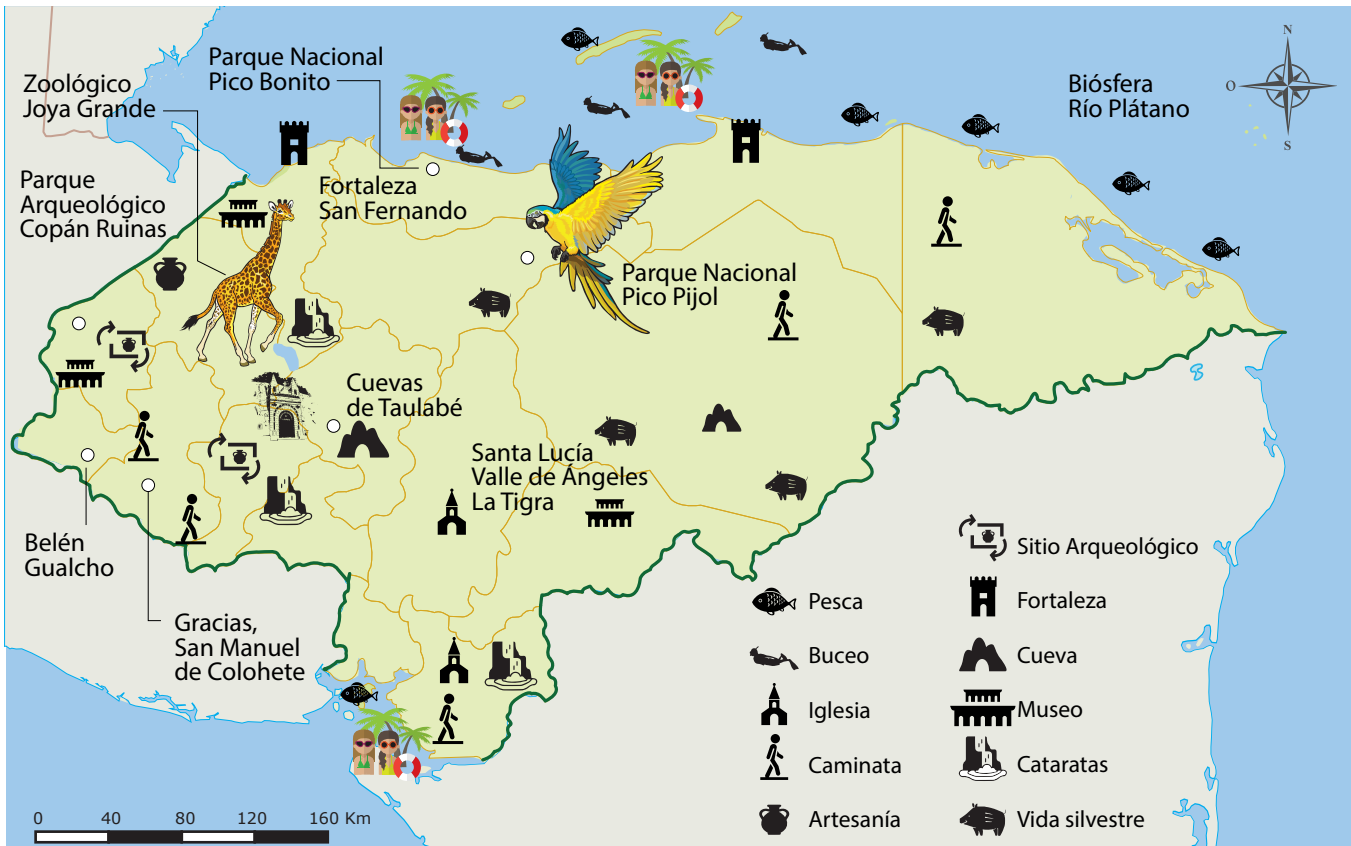 Parque Nacional
Pico Bonito
Zoológico
Joya Grande
Biósfera
Río Plátano
N
O
E
S
Parque
Arqueológico
Copán Ruinas
Fortaleza
San Fernando
Parque Nacional
Pico Pijol
Cuevas
de Taulabé
Santa Lucía
Valle de Ángeles
La Tigra
Belén
Gualcho
Gracias,
San Manuel
de Colohete
Pesca
Buceo
Iglesia
Caminata
Artesanía
Sitio Arqueológico
Fortaleza
Cueva
Museo
Cataratas
Vida silvestre
0 40 80 120 160 Km